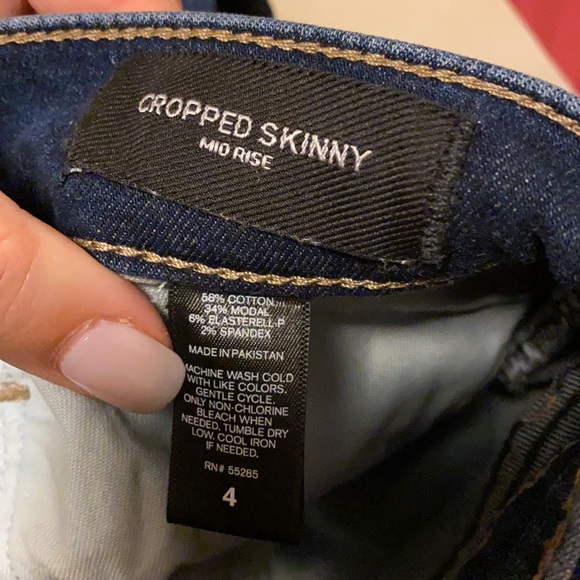 CROPPED SKINNY
MID RISE
58% COTTON
34% MODAL
6% ELASTERELL-P
2% SPANDEX
MADE IN PAKISTAN
MACHINE WASH COLD
WITH LIKE COLORS.
GENTLE CYCLE.
ONLY NON-CHLORINE
BLEACH WHEN
NEEDED. TUMBLE DRY
LOW. COOL IRON
IF NEEDED.
RN# 55285
4